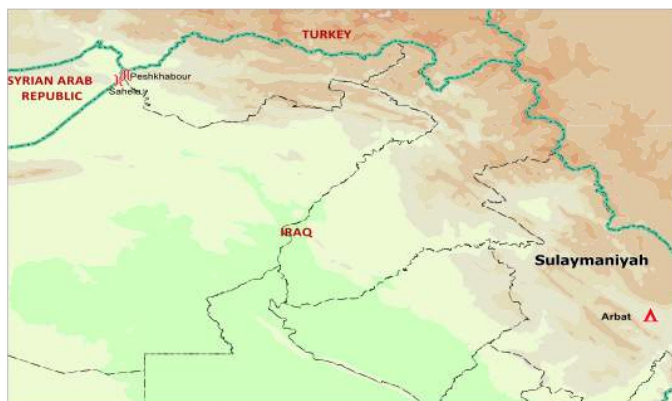 TURKEY
Peshkhabour
SYRIAN ARAB
REPUBLIC
Sahela
IRAQ
Sulaymaniyah
Arbat